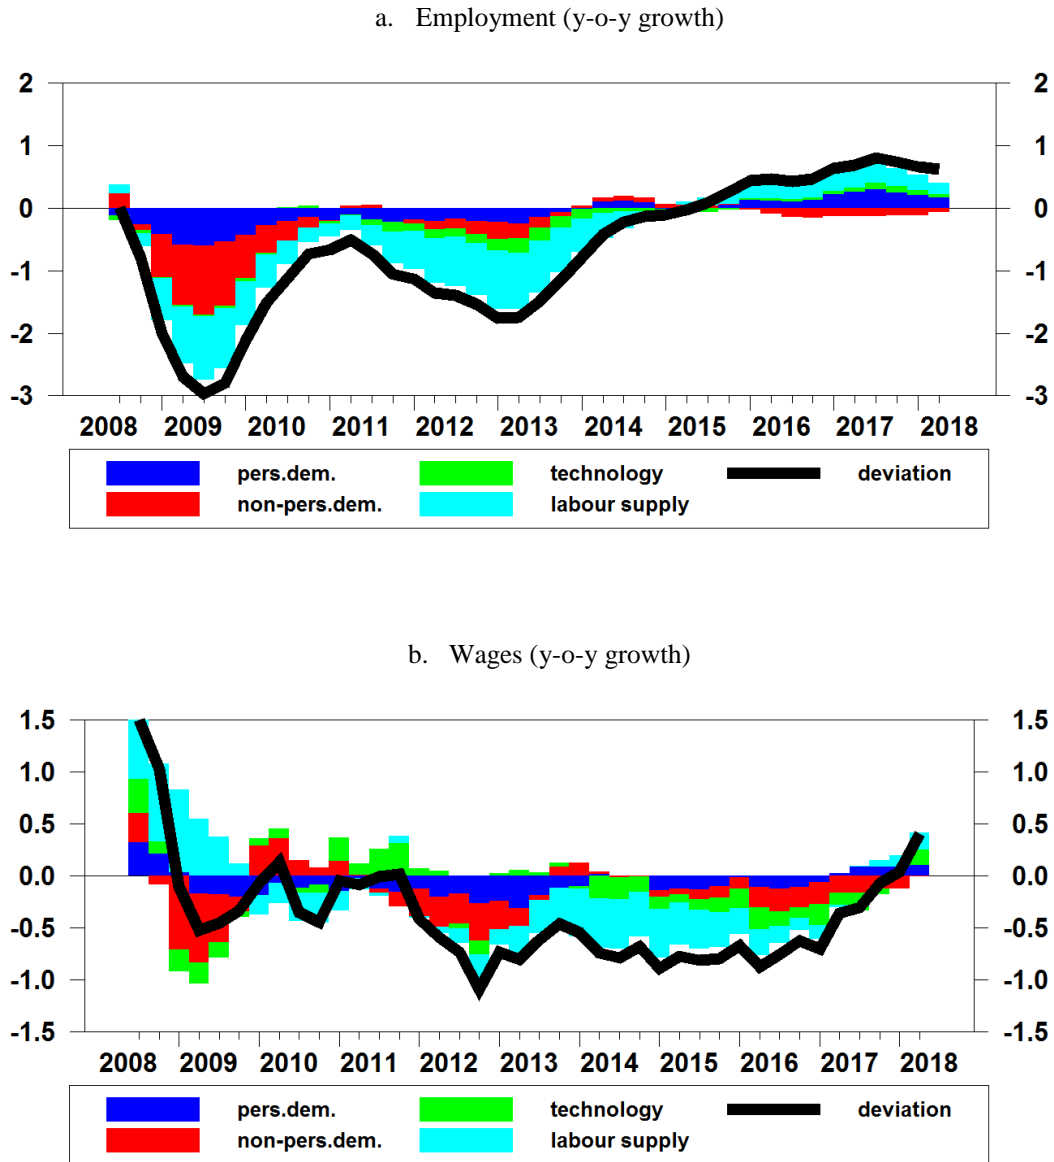 a. Employment (y-o-y growth)
2 2
1 1
0 0
-1 -1
-2 -2
-3 -3
2008 2009 2010 2011 2012 2013 2014 2015 2016 2017 2018
pers.dem. technology deviation
non-pers.dem. labour supply
b. Wages (y-o-y growth)
1.5 1.5
1.0 1.0
0.5 0.5
0.0 0.0
-0.5 -0.5
-1.0 -1.0
-1.5 -1.5
2008 2009 2010 2011 2012 2013 2014 2015 2016 2017 2018
pers.dem. technology deviation
non-pers.dem. labour supply